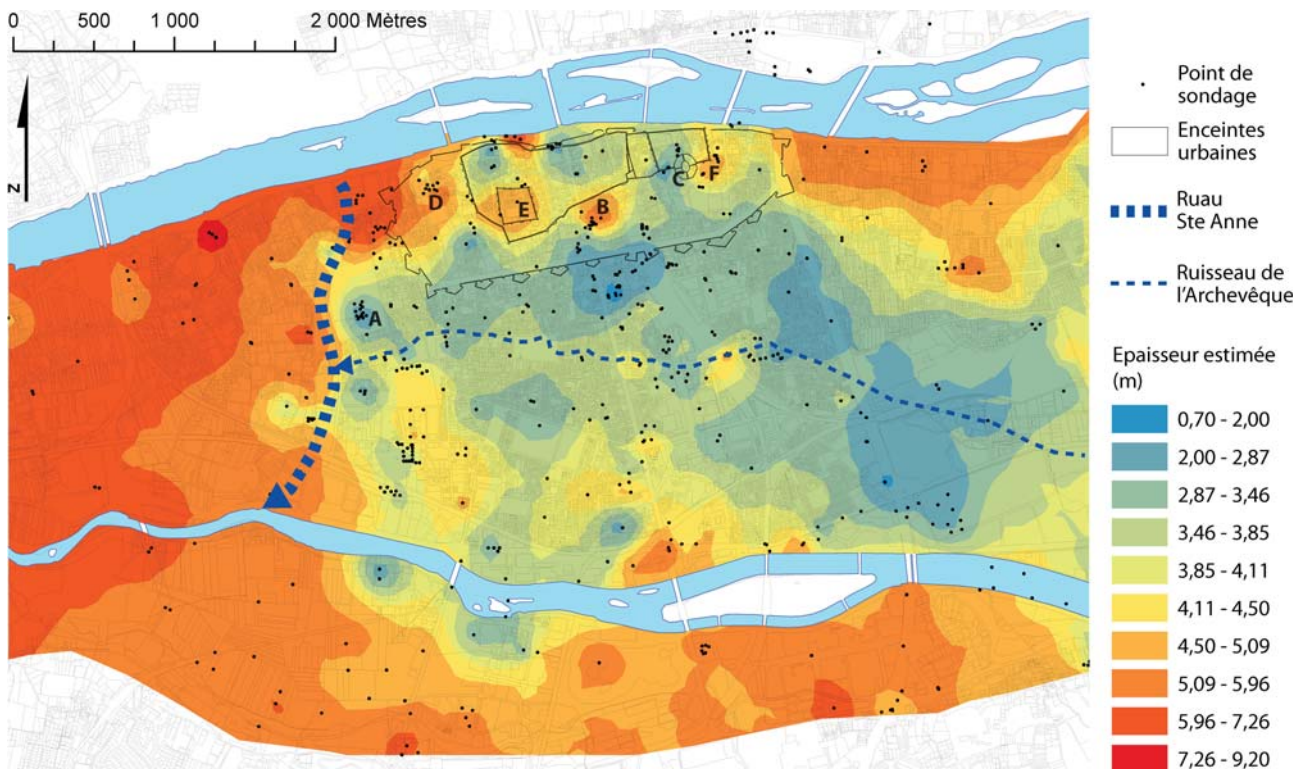 0 500 1 000 2 000 Mètres
N
D
E
B
C
F
A
Point de
sondage
Enceintes
urbaines
Ruau
Ste Anne
Ruisseau de
l'Archevêque
Epaisseur estimée
(m)
0,70 - 2,00
2,00 - 2,87
2,87 - 3,46
3,46 - 3,85
3,85 - 4,11
4,11 - 4,50
4,50 - 5,09
5,09 - 5,96
5,96 - 7,26
7,26 - 9,20